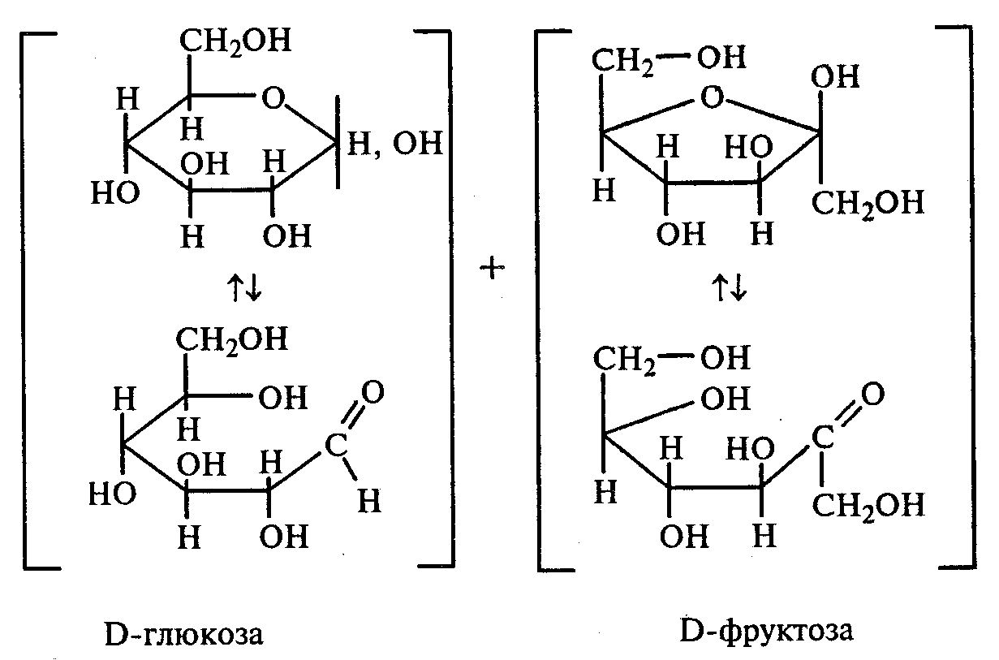 CH₂OH
CH₂—OH
OH
H
O
O
H
OH
H
H, OH
H
HO
HO
H
CH₂OH
H
OH
OH
H
+
↑↓
↑↓
CH₂OH
CH₂—OH
H
OH
O
OH
O
H
OH
H
C
H
HO
C
HO
H
H
CH₂OH
H
OH
OH
H
D-глюкоза
D-фруктоза